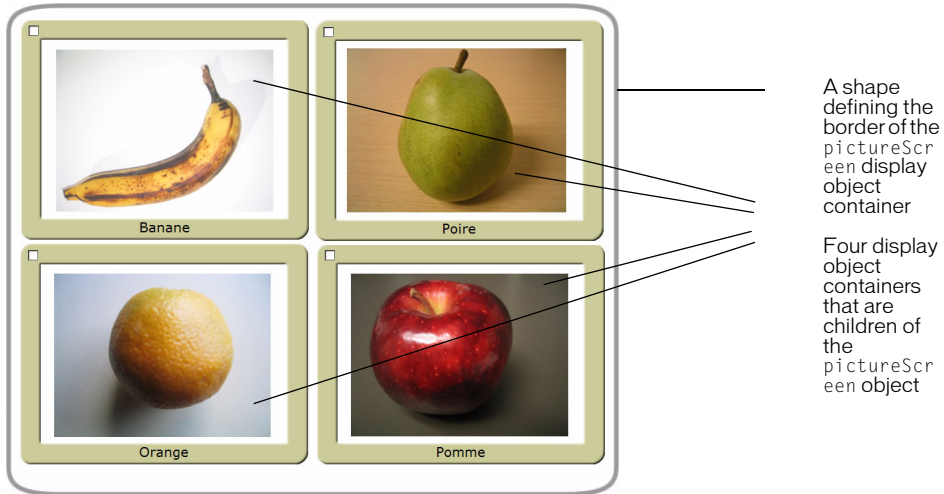 Banane
Poire
Orange
Pomme
A shape
defining the
border of the
pictureScr
een display
object
container
Four display
object
containers
that are
children of
the
pictureScr
een object